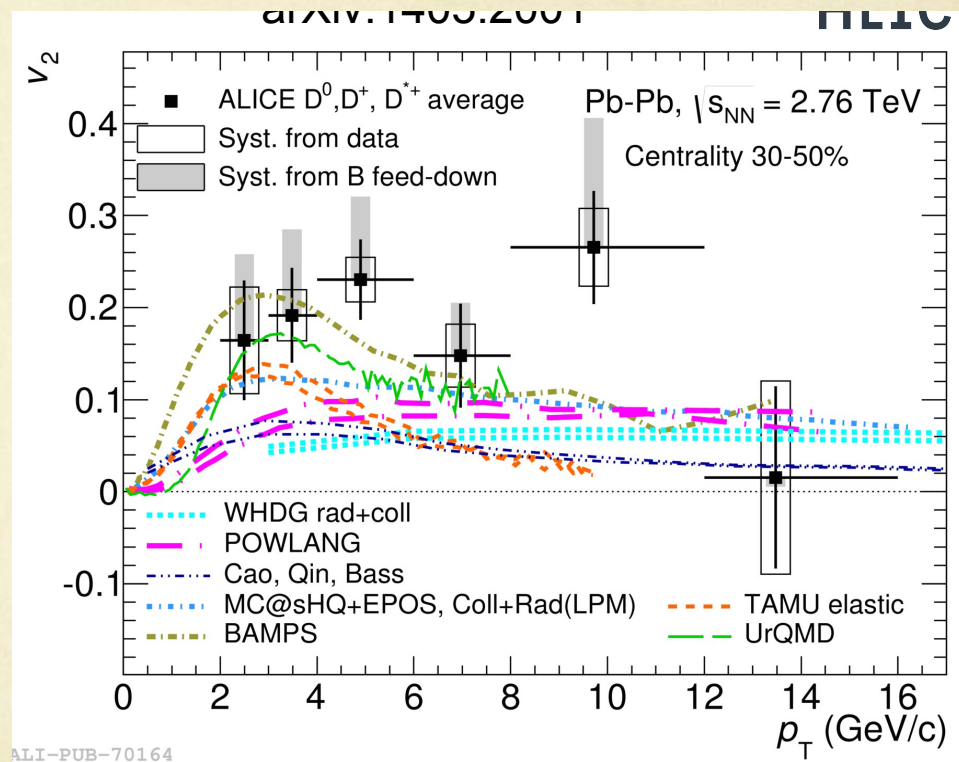 arXiv:1405.2001
v2
ALICE D0,D+, D*+ average
Syst. from data
Syst. from B feed-down
Pb-Pb, √sNN = 2.76 TeV
Centrality 30-50%
0.4
0.3
0.2
0.1
0
-0.1
WHDG rad+coll
POWLANG
Cao, Qin, Bass
MC@sHQ+EPOS, Coll+Rad(LPM)
BAMPS
TAMU elastic
UrQMD
0 2 4 6 8 10 12 14 16
pT (GeV/c)
ALI-PUB-70164